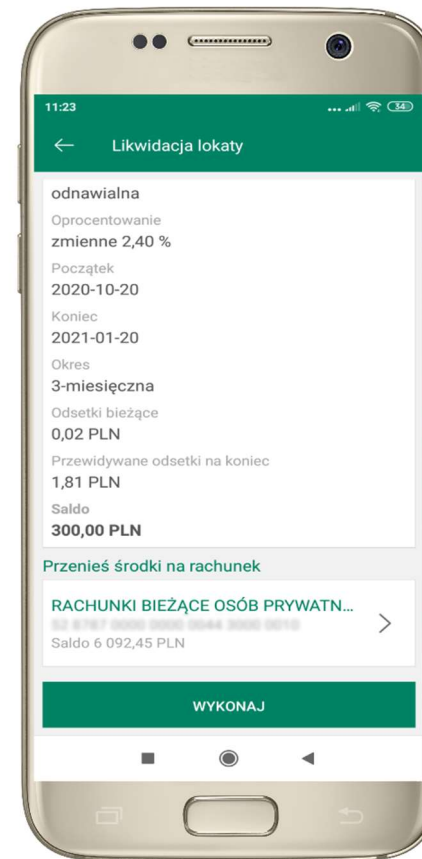 11:23
34
Likwidacja lokaty
odnawialna
Oprocentowanie
zmienne 2,40 %
Początek
2020-10-20
Koniec
2021-01-20
Okres
3-miesięczna
Odsetki bieżące
0,02 PLN
Przewidywane odsetki na koniec
1,81 PLN
Saldo
300,00 PLN
Przenieś środki na rachunek
RACHUNKI BIEŻĄCE OSÓB PRYWATN...
Saldo 6 092,45 PLN
WYKONAJ